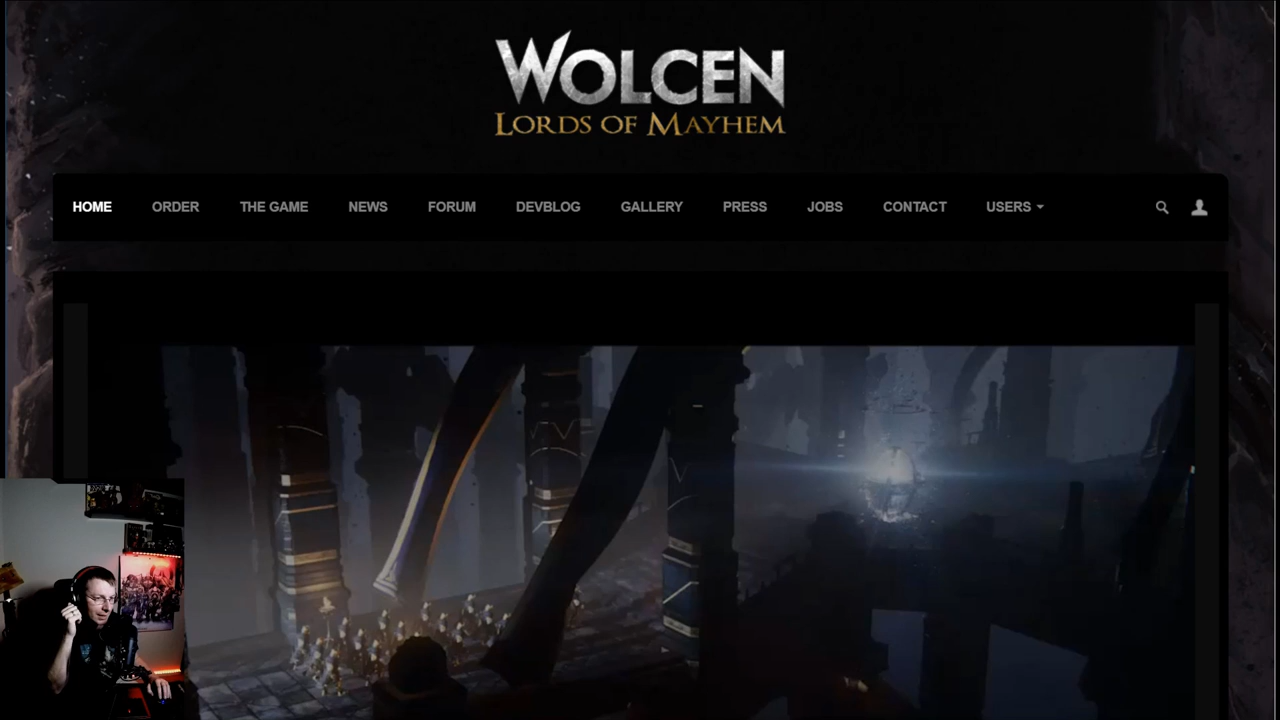 WOLCEN
LORDS OF MAYHEM
HOME ORDER THE GAME NEWS FORUM DEVBLOG GALLERY PRESS JOBS CONTACT USERS